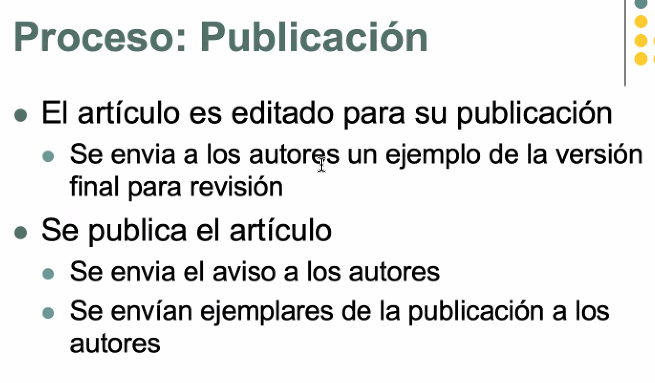 Proceso: Publicación
El artículo es editado para su publicación
Se envia a los autores un ejemplo de la versión
final para revisión
Se publica el artículo
Se envia el aviso a los autores
Se envían ejemplares de la publicación a los
autores